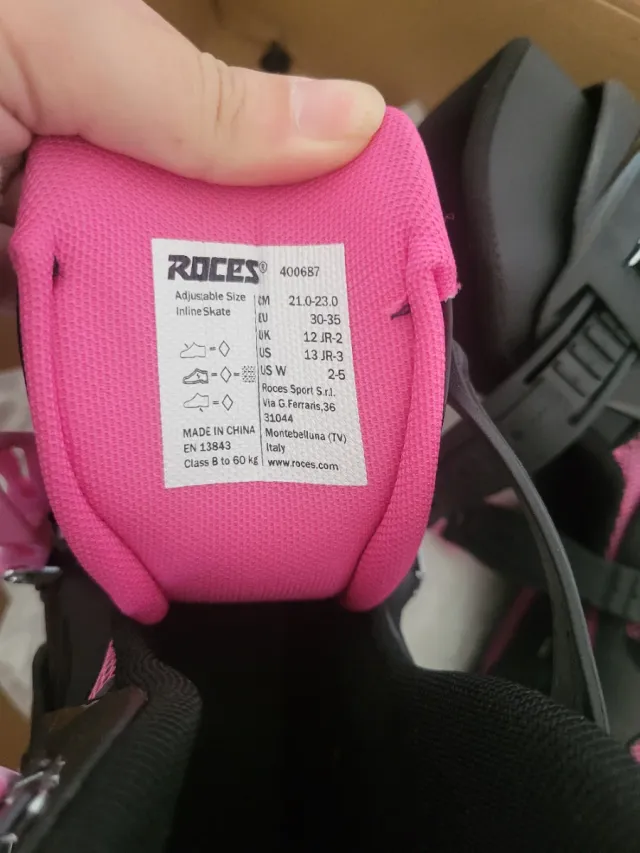 ROCES® 400687
Adjustable Size
Inline Skate
CM 21.0-23.0
EU 30-35
UK 12 JR-2
US 13 JR-3
US W 2-5
Roces Sport S.r.l.
Via G.Ferraris,36
31044
Montebelluna (TV)
Italy
www.roces.com
MADE IN CHINA
EN 13843
Class B to 60 kg